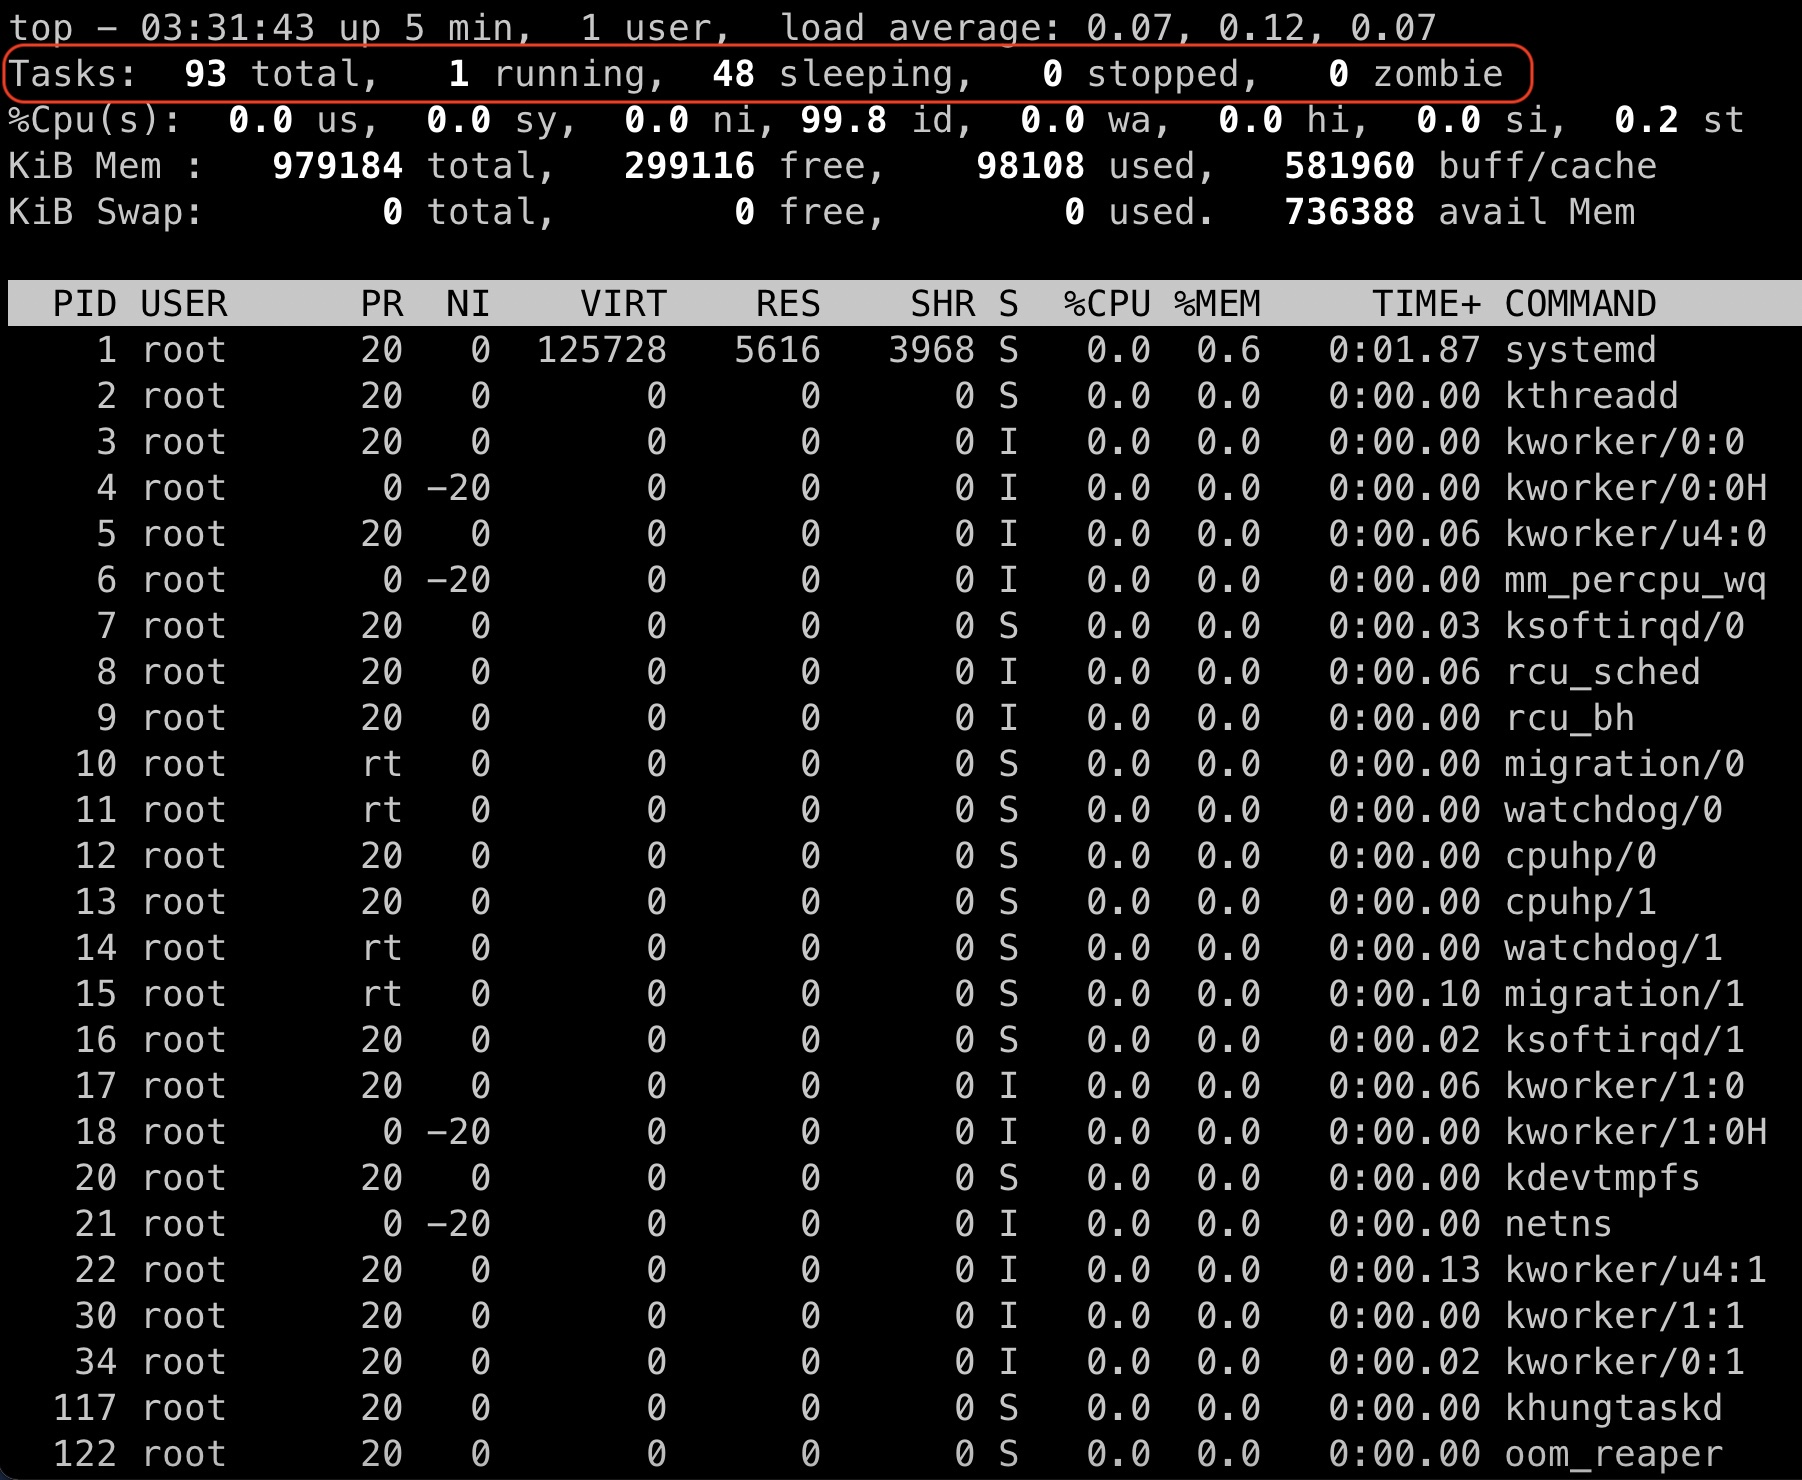 top - 03:31:43 up 5 min,  1 user,  load average: 0.07, 0.12, 0.07
Tasks:  93 total,   1 running,  48 sleeping,   0 stopped,   0 zombie
%Cpu(s):  0.0 us,  0.0 sy,  0.0 ni, 99.8 id,  0.0 wa,  0.0 hi,  0.0 si,  0.2 st
KiB Mem :   979184 total,   299116 free,    98108 used,   581960 buff/cache
KiB Swap:        0 total,        0 free,        0 used.   736388 avail Mem
PID USER      PR  NI    VIRT    RES    SHR S  %CPU %MEM     TIME+ COMMAND
1 root      20   0  125728   5616   3968 S   0.0  0.6   0:01.87 systemd
2 root      20   0       0      0      0 S   0.0  0.0   0:00.00 kthreadd
3 root      20   0       0      0      0 I   0.0  0.0   0:00.00 kworker/0:0
4 root       0 -20       0      0      0 I   0.0  0.0   0:00.00 kworker/0:0H
5 root      20   0       0      0      0 I   0.0  0.0   0:00.06 kworker/u4:0
6 root       0 -20       0      0      0 I   0.0  0.0   0:00.00 mm_percpu_wq
7 root      20   0       0      0      0 S   0.0  0.0   0:00.03 ksoftirqd/0
8 root      20   0       0      0      0 I   0.0  0.0   0:00.06 rcu_sched
9 root      20   0       0      0      0 I   0.0  0.0   0:00.00 rcu_bh
10 root      rt   0       0      0      0 S   0.0  0.0   0:00.00 migration/0
11 root      rt   0       0      0      0 S   0.0  0.0   0:00.00 watchdog/0
12 root      20   0       0      0      0 S   0.0  0.0   0:00.00 cpuhp/0
13 root      20   0       0      0      0 S   0.0  0.0   0:00.00 cpuhp/1
14 root      rt   0       0      0      0 S   0.0  0.0   0:00.00 watchdog/1
15 root      rt   0       0      0      0 S   0.0  0.0   0:00.10 migration/1
16 root      20   0       0      0      0 S   0.0  0.0   0:00.02 ksoftirqd/1
17 root      20   0       0      0      0 I   0.0  0.0   0:00.06 kworker/1:0
18 root       0 -20       0      0      0 I   0.0  0.0   0:00.00 kworker/1:0H
20 root      20   0       0      0      0 S   0.0  0.0   0:00.00 kdevtmpfs
21 root       0 -20       0      0      0 I   0.0  0.0   0:00.00 netns
22 root      20   0       0      0      0 I   0.0  0.0   0:00.13 kworker/u4:1
30 root      20   0       0      0      0 I   0.0  0.0   0:00.00 kworker/1:1
34 root      20   0       0      0      0 I   0.0  0.0   0:00.02 kworker/0:1
117 root      20   0       0      0      0 S   0.0  0.0   0:00.00 khungtaskd
122 root      20   0       0      0      0 S   0.0  0.0   0:00.00 oom_reaper